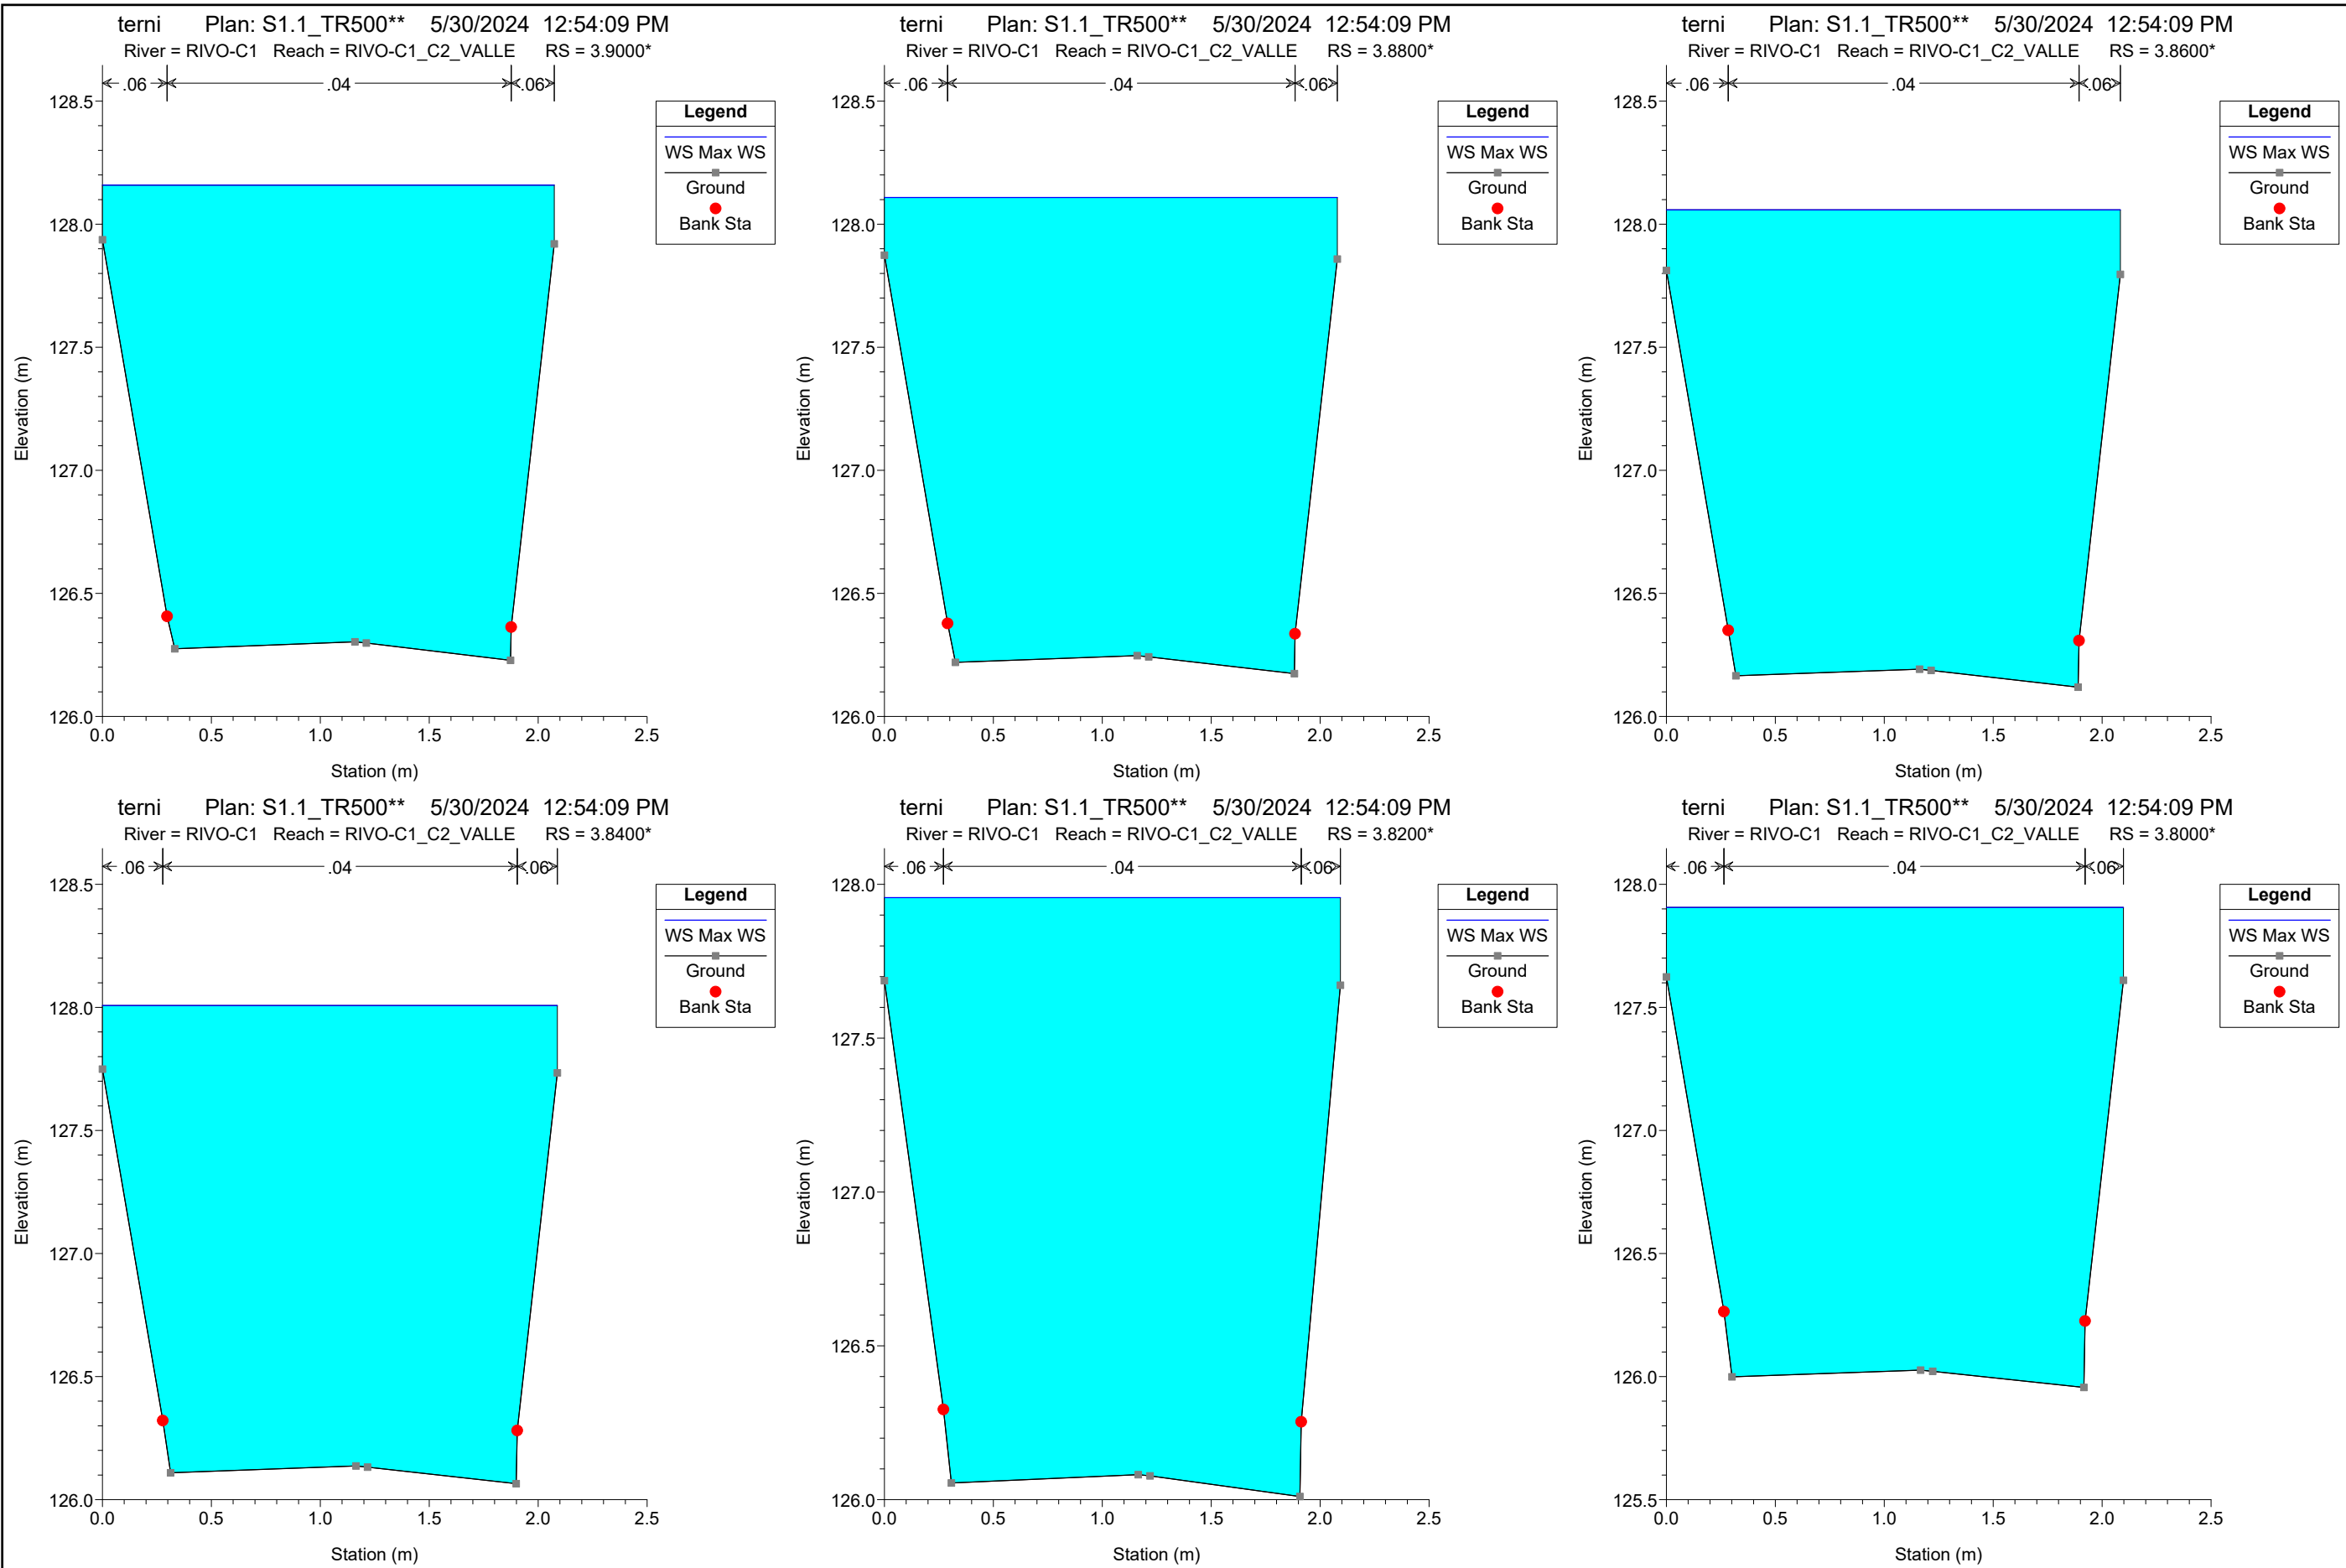 terni Plan: S1.1_TR500** 5/30/2024 12:54:09 PM
River = RIVO-C1 Reach = RIVO-C1_C2_VALLE RS = 3.9000*
.06 .04 .06
Legend
WS Max WS
Ground
Bank Sta
128.5
128.0
127.5
127.0
126.5
126.0
Elevation (m)
0.0 0.5 1.0 1.5 2.0 2.5
Station (m)
terni Plan: S1.1_TR500** 5/30/2024 12:54:09 PM
River = RIVO-C1 Reach = RIVO-C1_C2_VALLE RS = 3.8800*
.06 .04 .06
Legend
WS Max WS
Ground
Bank Sta
128.5
128.0
127.5
127.0
126.5
126.0
Elevation (m)
0.0 0.5 1.0 1.5 2.0 2.5
Station (m)
terni Plan: S1.1_TR500** 5/30/2024 12:54:09 PM
River = RIVO-C1 Reach = RIVO-C1_C2_VALLE RS = 3.8600*
.06 .04 .06
Legend
WS Max WS
Ground
Bank Sta
128.5
128.0
127.5
127.0
126.5
126.0
Elevation (m)
0.0 0.5 1.0 1.5 2.0 2.5
Station (m)
terni Plan: S1.1_TR500** 5/30/2024 12:54:09 PM
River = RIVO-C1 Reach = RIVO-C1_C2_VALLE RS = 3.8400*
.06 .04 .06
Legend
WS Max WS
Ground
Bank Sta
128.5
128.0
127.5
127.0
126.5
126.0
Elevation (m)
0.0 0.5 1.0 1.5 2.0 2.5
Station (m)
terni Plan: S1.1_TR500** 5/30/2024 12:54:09 PM
River = RIVO-C1 Reach = RIVO-C1_C2_VALLE RS = 3.8200*
.06 .04 .06
Legend
WS Max WS
Ground
Bank Sta
128.0
127.5
127.0
126.5
126.0
Elevation (m)
0.0 0.5 1.0 1.5 2.0 2.5
Station (m)
terni Plan: S1.1_TR500** 5/30/2024 12:54:09 PM
River = RIVO-C1 Reach = RIVO-C1_C2_VALLE RS = 3.8000*
.06 .04 .06
Legend
WS Max WS
Ground
Bank Sta
128.0
127.5
127.0
126.5
126.0
125.5
Elevation (m)
0.0 0.5 1.0 1.5 2.0 2.5
Station (m)